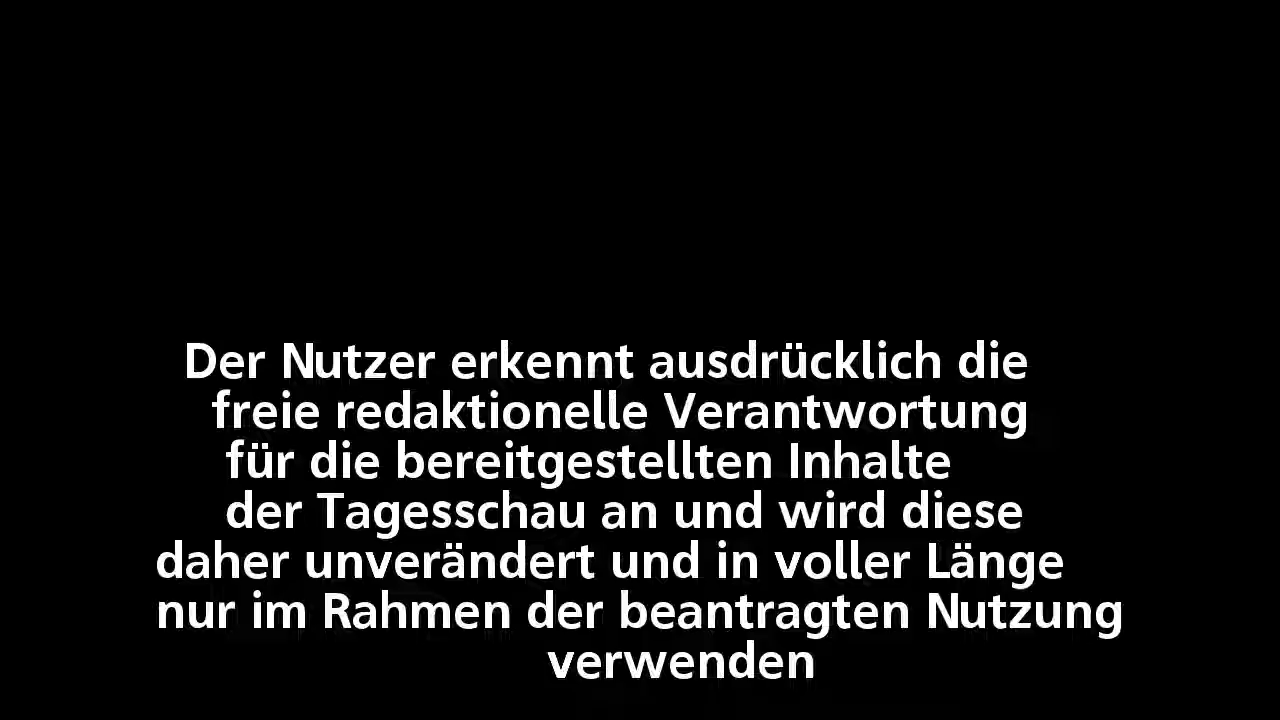 Der Nutzer erkennt ausdrücklich die
freie redaktionelle Verantwortung
für die bereitgestellten Inhalte
der Tagesschau an und wird diese
daher unverändert und in voller Länge
nur im Rahmen der beantragten Nutzung
verwenden